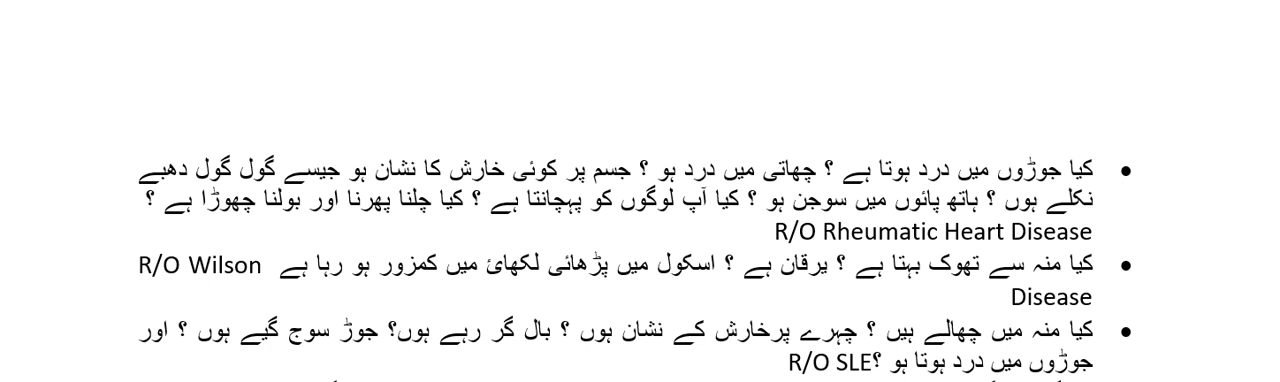 • کیا جوڑوں میں درد ہوتا ہے ؟ چھاتی میں درد ہو ؟ جسم پر کوئی خارش کا نشان ہو جیسے گول گول دھبے
نکلے ہوں ؟ ہاتھ پائوں میں سوجن ہو ؟ کیا آپ لوگوں کو پہچانتا ہے ؟ کیا چلنا پھرنا اور بولنا چھوڑا ہے ؟
R/O Rheumatic Heart Disease
• کیا منہ سے تھوک بہتا ہے ؟ یرقان ہے ؟ اسکول میں پڑھائی لکھائ میں کمزور ہو رہا ہے R/O Wilson
Disease
• کیا منہ میں چھالے ہیں ؟ چہرے پرخارش کے نشان ہوں ؟ بال گر رہے ہوں؟ جوڑ سوج گیے ہوں ؟ اور
جوڑوں میں درد ہوتا ہو ؟R/O SLE